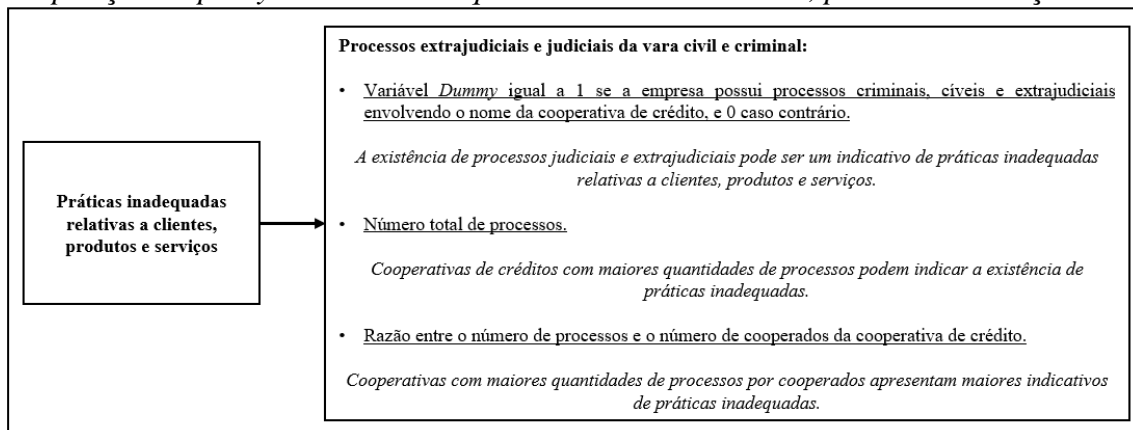 Práticas inadequadas
relativas a clientes,
produtos e serviços
Processos extrajudiciais e judiciais da vara civil e criminal:
• Variável Dummy igual a 1 se a empresa possui processos criminais, cíveis e extrajudiciais
envolvendo o nome da cooperativa de crédito, e 0 caso contrário.
A existência de processos judiciais e extrajudiciais pode ser um indicativo de práticas inadequadas
relativas a clientes, produtos e serviços.
• Número total de processos.
Cooperativas de créditos com maiores quantidades de processos podem indicar a existência de
práticas inadequadas.
• Razão entre o número de processos e o número de cooperados da cooperativa de crédito.
Cooperativas com maiores quantidades de processos por cooperados apresentam maiores indicativos
de práticas inadequadas.